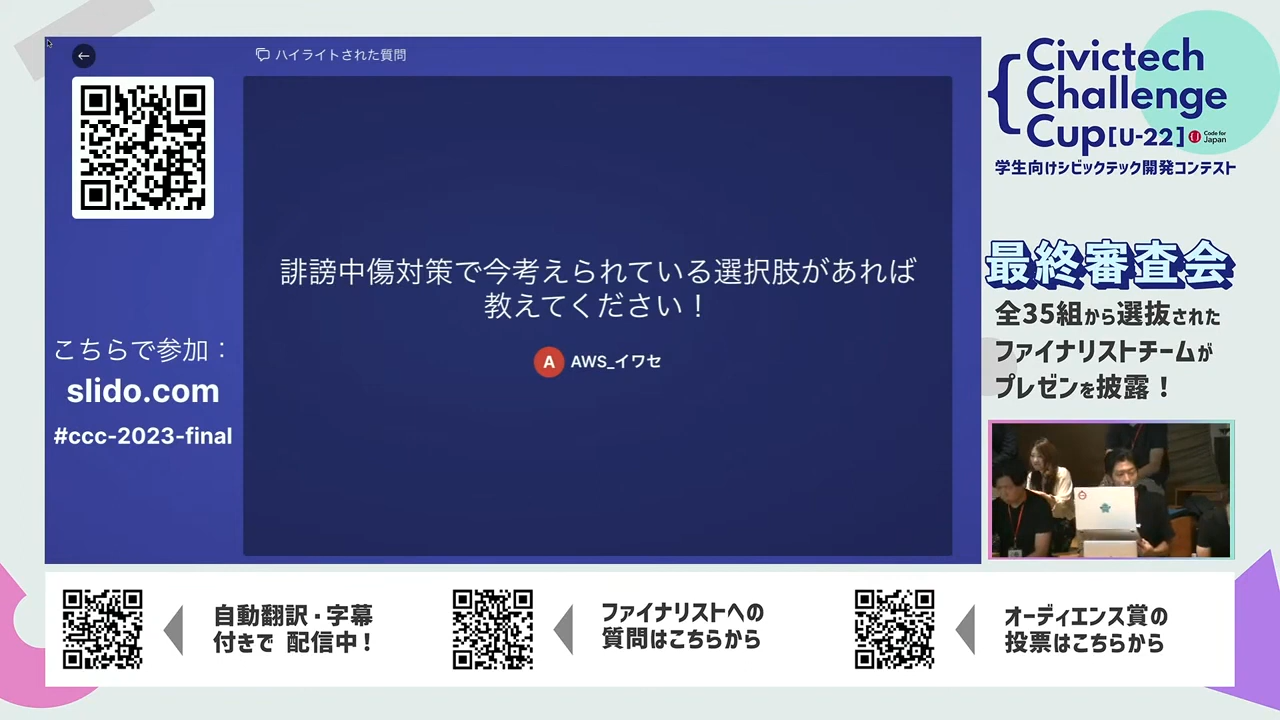 ハイライトされた質問
誹謗中傷対策で今考えられている選択肢があれば
教えてください！
A AWS_イワセ
こちらで参加：
slido.com
#ccc-2023-final
Civictech
Challenge
Cup[U-22]
Code for
Japan
学生向けシビックテック開発コンテスト
最終審査会
全35組から選抜された
ファイナリストチームが
プレゼンを披露！
自動翻訳・字幕
付きで 配信中！
ファイナリストへの
質問はこちらから
オーディエンス賞の
投票はこちらから